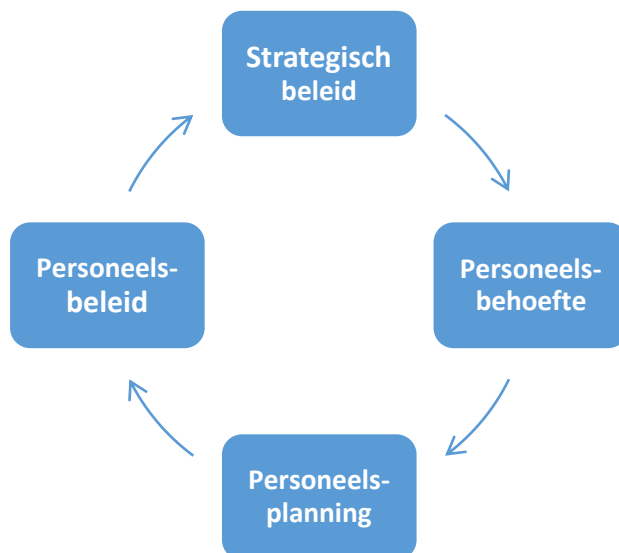 Strategisch
beleid
Personeels-
behoefte
Personeels-
planning
Personeels-
beleid